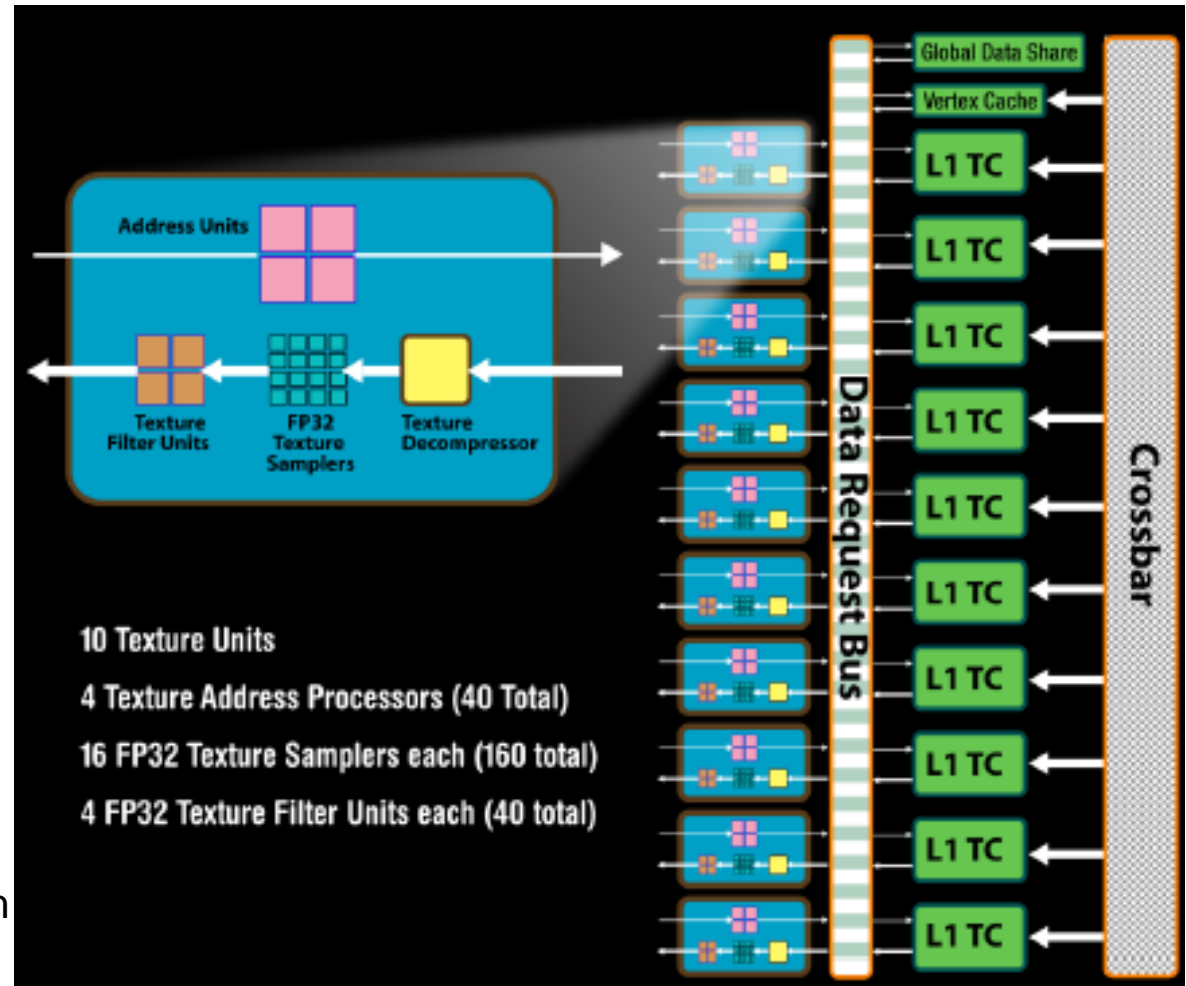 Global Data Share
Vertex Cache
Address Units
Texture
Filter Units
FP32
Texture
Samplers
Texture
Decompressor
L1 TC
L1 TC
L1 TC
L1 TC
L1 TC
L1 TC
L1 TC
L1 TC
L1 TC
L1 TC
Data Request Bus
Crossbar
10 Texture Units
4 Texture Address Processors (40 Total)
16 FP32 Texture Samplers each (160 total)
4 FP32 Texture Filter Units each (40 total)
n